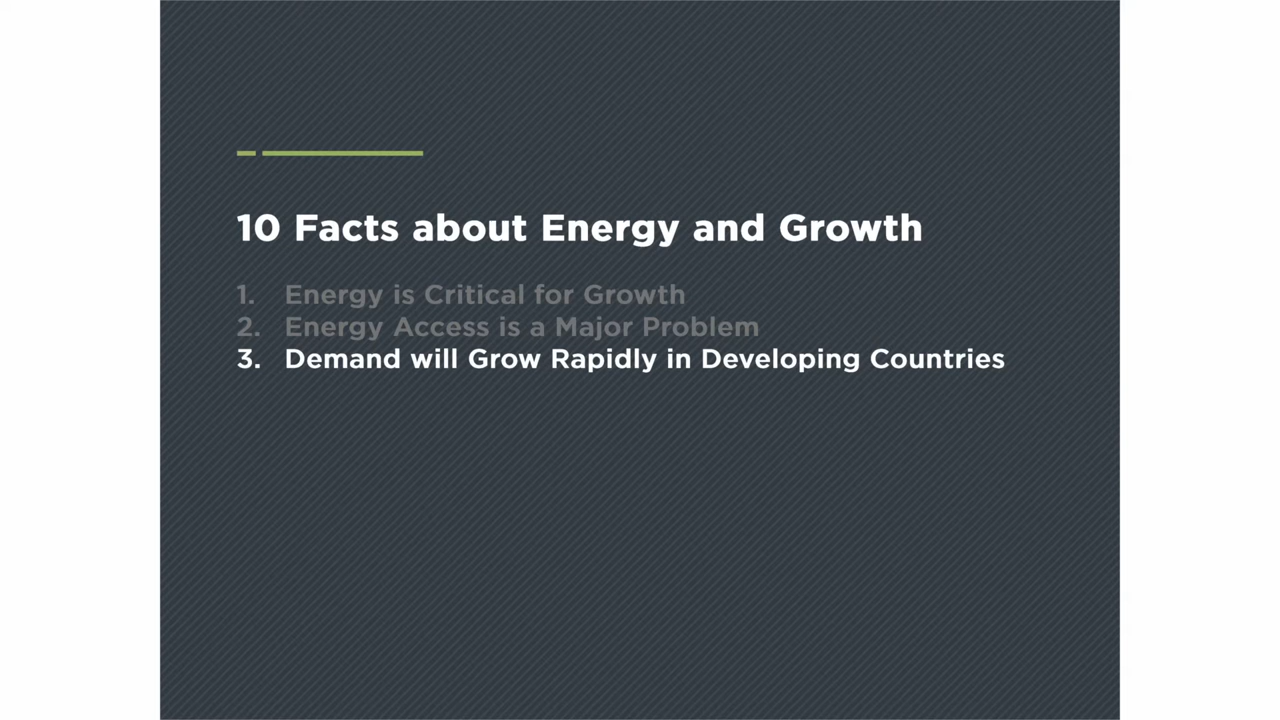 10 Facts about Energy and Growth
1. Energy is Critical for Growth
2. Energy Access is a Major Problem
3. Demand will Grow Rapidly in Developing Countries